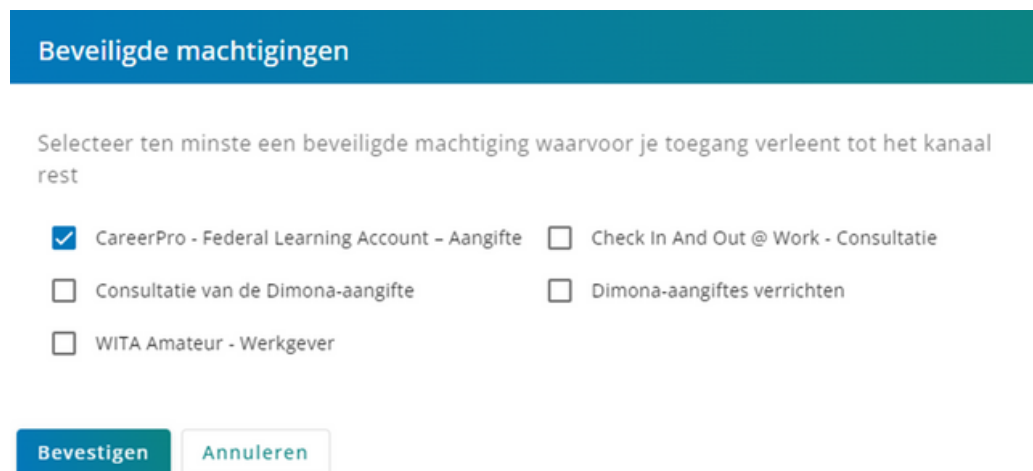 Beveiligde machtigingen
Selecteer ten minste een beveiligde machtiging waarvoor je toegang verleent tot het kanaal
rest
CareerPro - Federal Learning Account – Aangifte
Check In And Out @ Work - Consultatie
Consultatie van de Dimona-aangifte
Dimona-aangiftes verrichten
WITA Amateur - Werkgever
Bevestigen
Annuleren